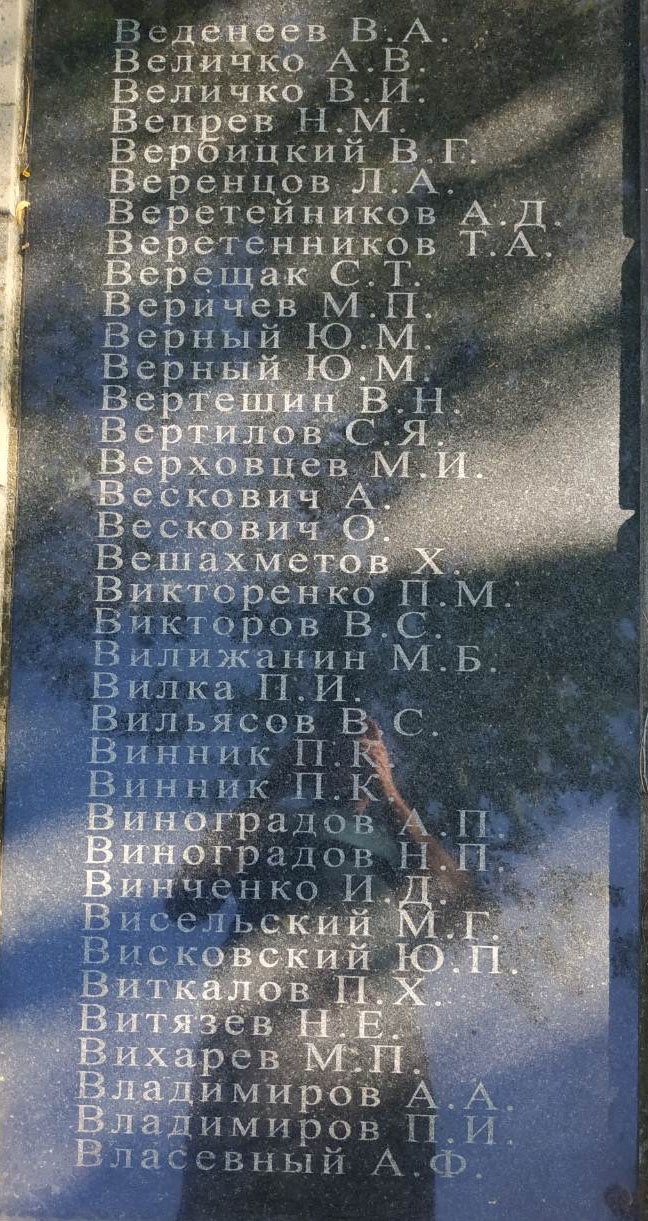 Веденеев В.А.
Величко А.В.
Величко В.И.
Вепрев Н.М.
Вербицкий В.Г.
Веренцов Л.А.
Веретейников А.Д.
Веретенников Т.А.
Верещак С.Т.
Веричев М.П.
Верный Ю.М.
Верный Ю.М.
Вертешин В.Н.
Вертилов С.Я.
Верховцев М.И.
Вескович А.
Вескович О.
Вешахметов Х.
Викторенко П.М.
Викторов В.С.
Вилижанин М.Б.
Вилка П.И.
Вильясов В.С.
Винник П.К.
Винник П.К.
Виноградов А.П.
Виноградов Н.П.
Винченко И.Д.
Висельский М.Г.
Висковский Ю.П.
Виткалов П.Х.
Витязев Н.Е.
Вихарев М.П.
Владимиров А.А.
Владимиров П.И.
Власевный А.Ф.